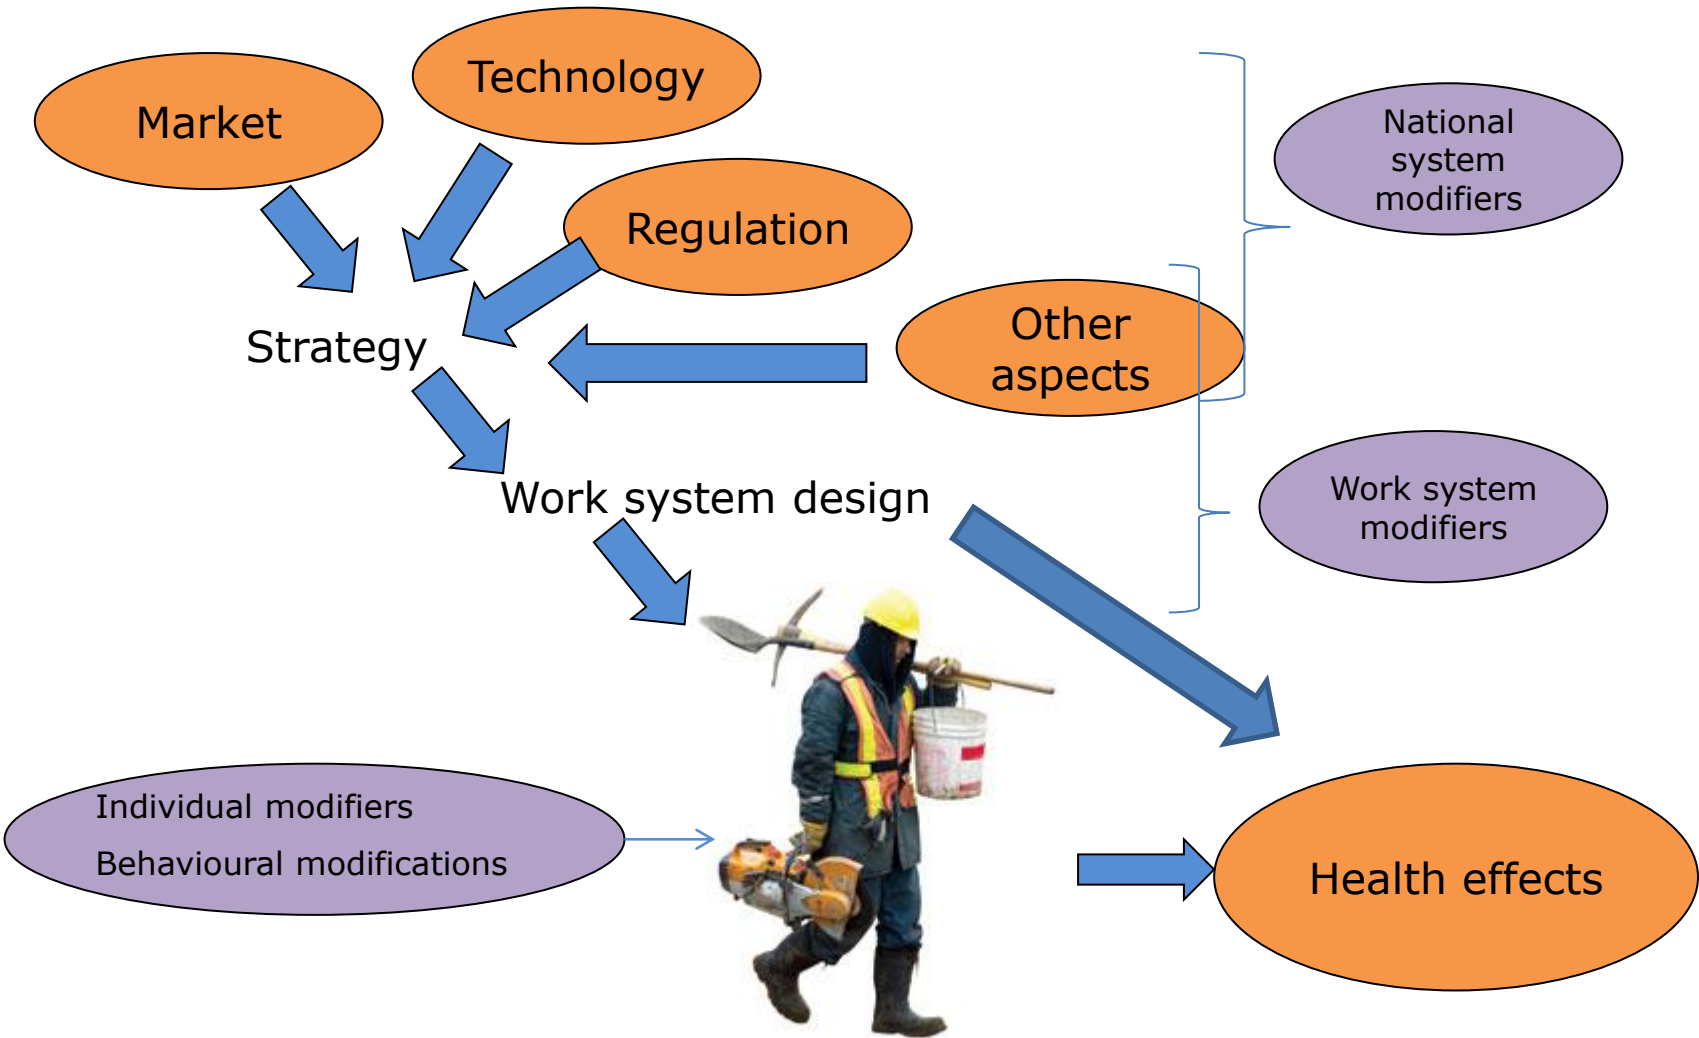 Technology
Market
National
system
modifiers
Regulation
Other
aspects
Strategy
Work system design
Work system
modifiers
Individual modifiers
Behavioural modifications
Health effects